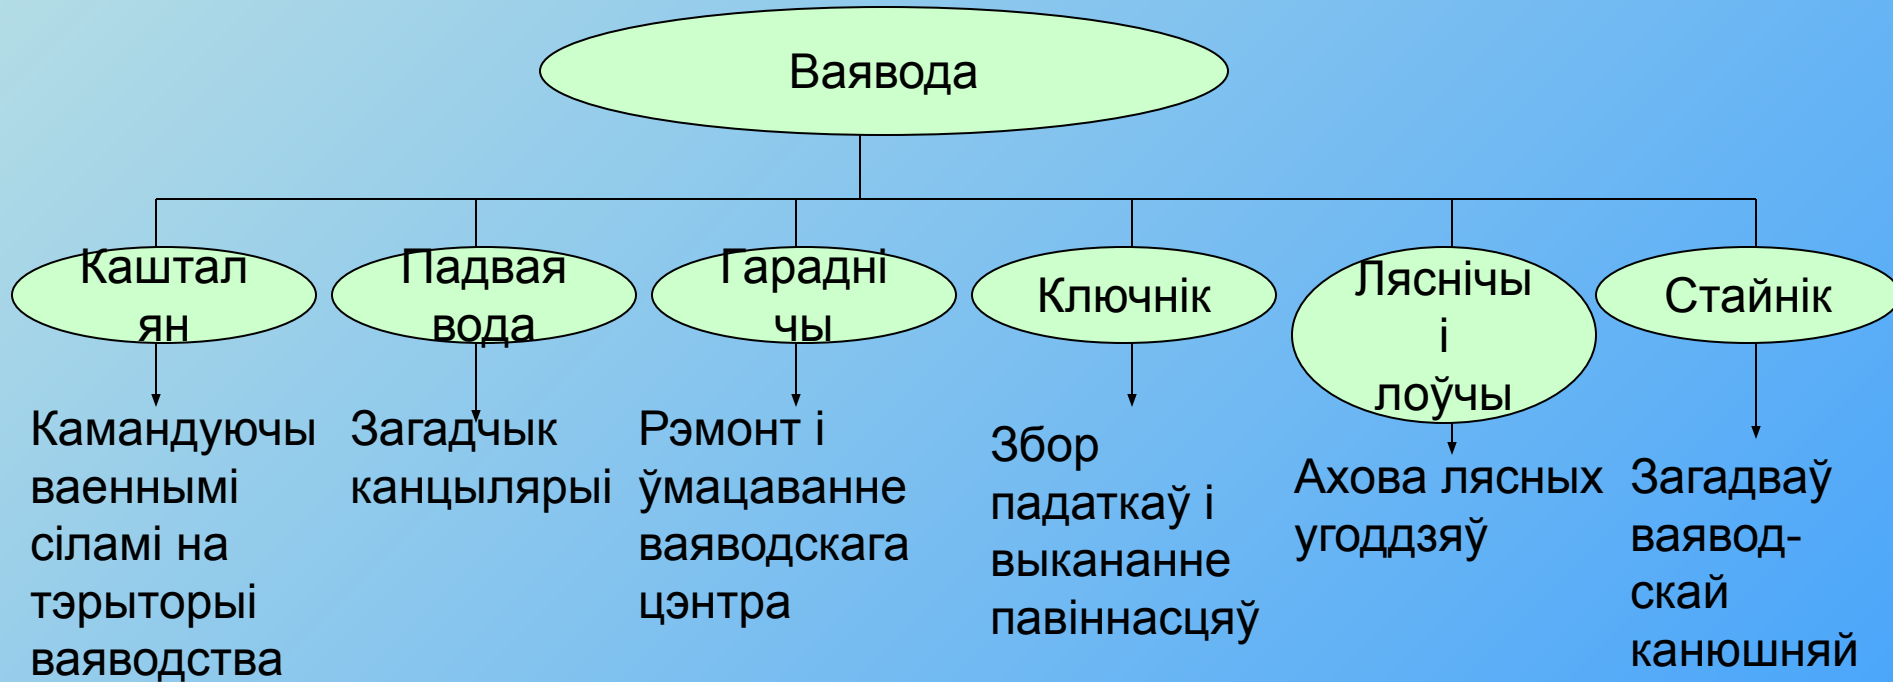 Ваявода
Каштал
ян
Падвая
вода
Гарадні
чы
Ключнік
Ляснічы
і
лоўчы
Стайнік
Камандуючы
ваеннымі
сіламі на
тэрыторыі
ваяводства
Загадчык
канцылярыі
Рэмонт і
ўмацаванне
ваяводскага
цэнтра
Збор
падаткаў і
выкананне
павіннасцяў
Ахова лясных
угоддзяў
Загадваў
ваявод-
скай
канюшняй